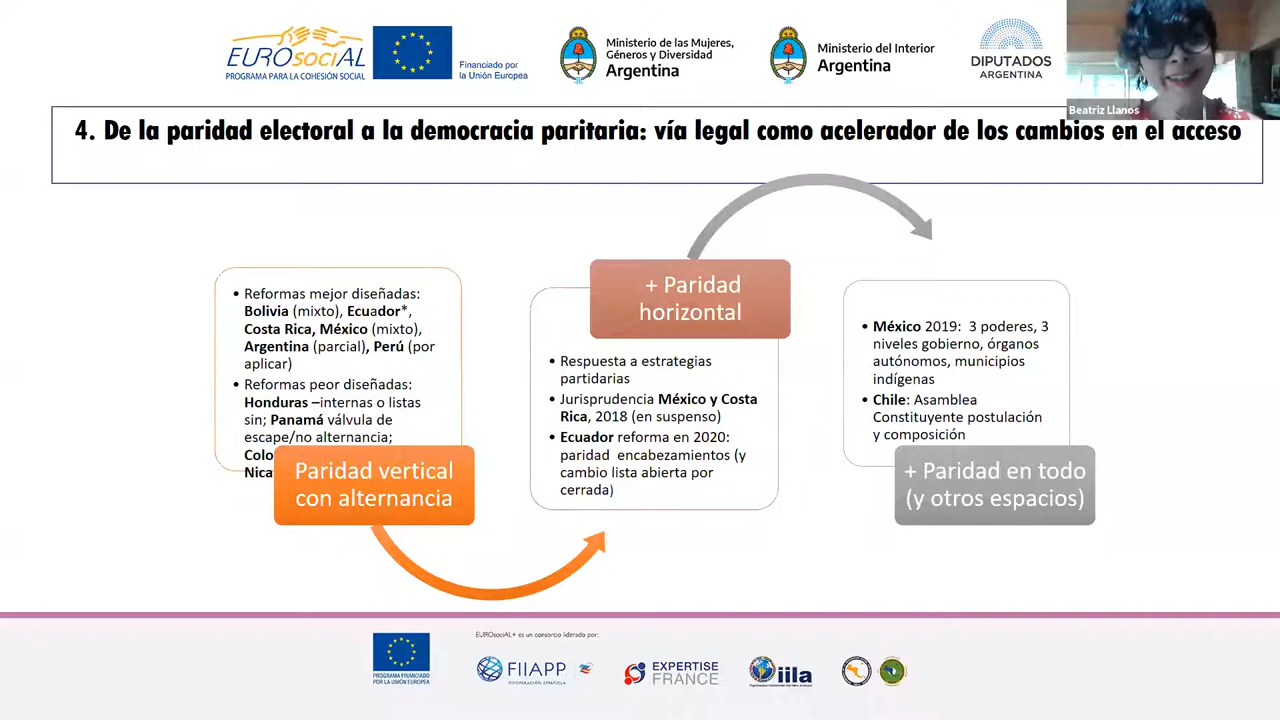 EUROsociAL
PROGRAMA PARA LA COHESIÓN SOCIAL
Financiado por
la Unión Europea
Ministerio de las Mujeres,
Géneros y Diversidad
Argentina
Ministerio del Interior
Argentina
DIPUTADOS
ARGENTINA
Beatriz Llanos
4. De la paridad electoral a la democracia paritaria: vía legal como acelerador de los cambios en el acceso
• Reformas mejor diseñadas:
Bolivia (mixto), Ecuador*,
Costa Rica, México (mixto),
Argentina (parcial), Perú (por
aplicar)
• Reformas peor diseñadas:
Honduras –internas o listas
sin; Panamá válvula de
escape/no alternancia;
Colo
Nica
Paridad vertical
con alternancia
+ Paridad
horizontal
• Respuesta a estrategias
partidarias
• Jurisprudencia México y Costa
Rica, 2018 (en suspenso)
• Ecuador reforma en 2020:
paridad encabezamientos (y
cambio lista abierta por
cerrada)
• México 2019: 3 poderes, 3
niveles gobierno, órganos
autónomos, municipios
indígenas
• Chile: Asamblea
Constituyente postulación
y composición
+ Paridad en todo
(y otros espacios)
PROGRAMA FINANCIADO
POR LA UNIÓN EUROPEA
EUROsociAL+ es un consorcio liderado por:
FIIAPP
COOPERACIÓN ESPAÑOLA
EXPERTISE
FRANCE
iila